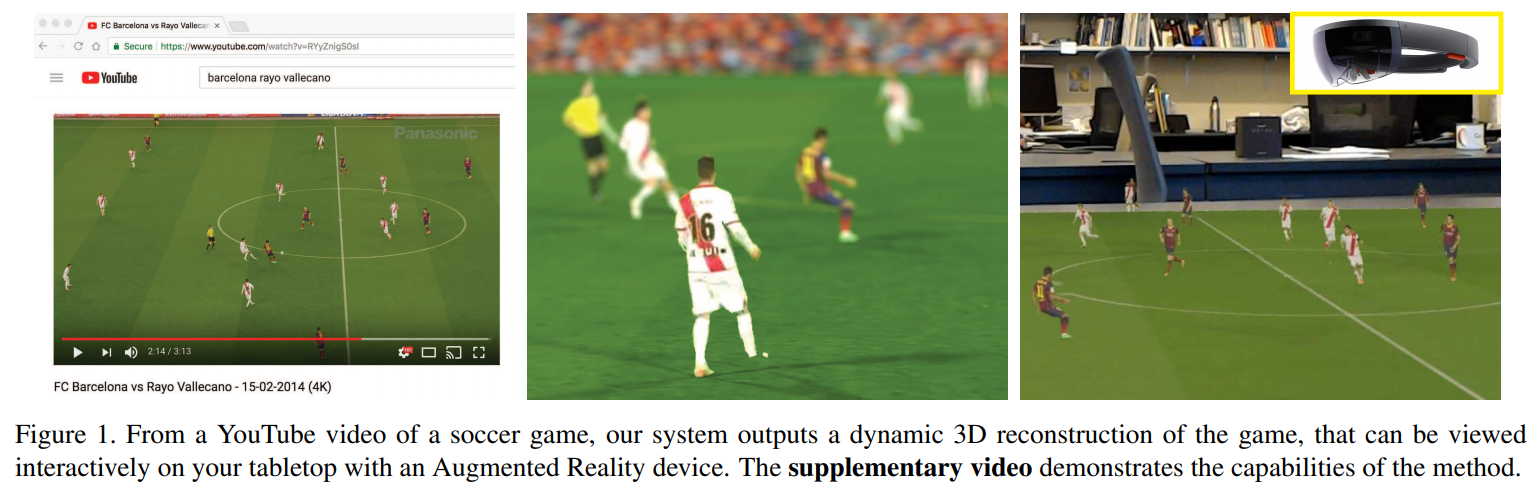 FC Barcelona vs Rayo Vallecan
Secure https://www.youtube.com/watch?v=RYyZnigS0sI
YouTube
barcelona rayo vallecano
Panasonic
2:14 / 3:13
HD
FC Barcelona vs Rayo Vallecano - 15-02-2014 (4K)
16
11
Figure 1. From a YouTube video of a soccer game, our system outputs a dynamic 3D reconstruction of the game, that can be viewed
interactively on your tabletop with an Augmented Reality device. The supplementary video demonstrates the capabilities of the method.